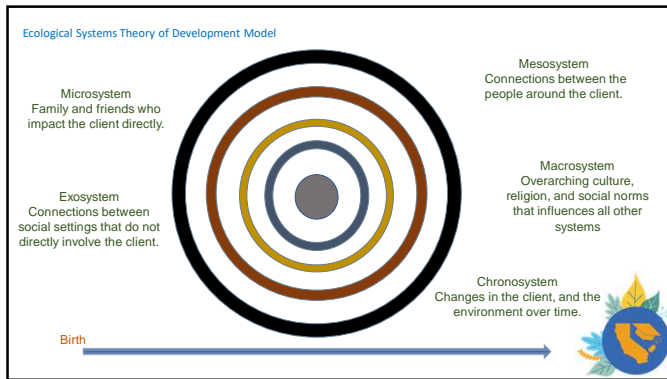 Ecological Systems Theory of Development Model
Microsystem
Family and friends who
impact the client directly.
Exosystem
Connections between
social settings that do not
directly involve the client.
Mesosystem
Connections between the
people around the client.
Macrosystem
Overarching culture,
religion, and social norms
that influences all other
systems
Chronosystem
Changes in the client, and the
environment over time.
Birth